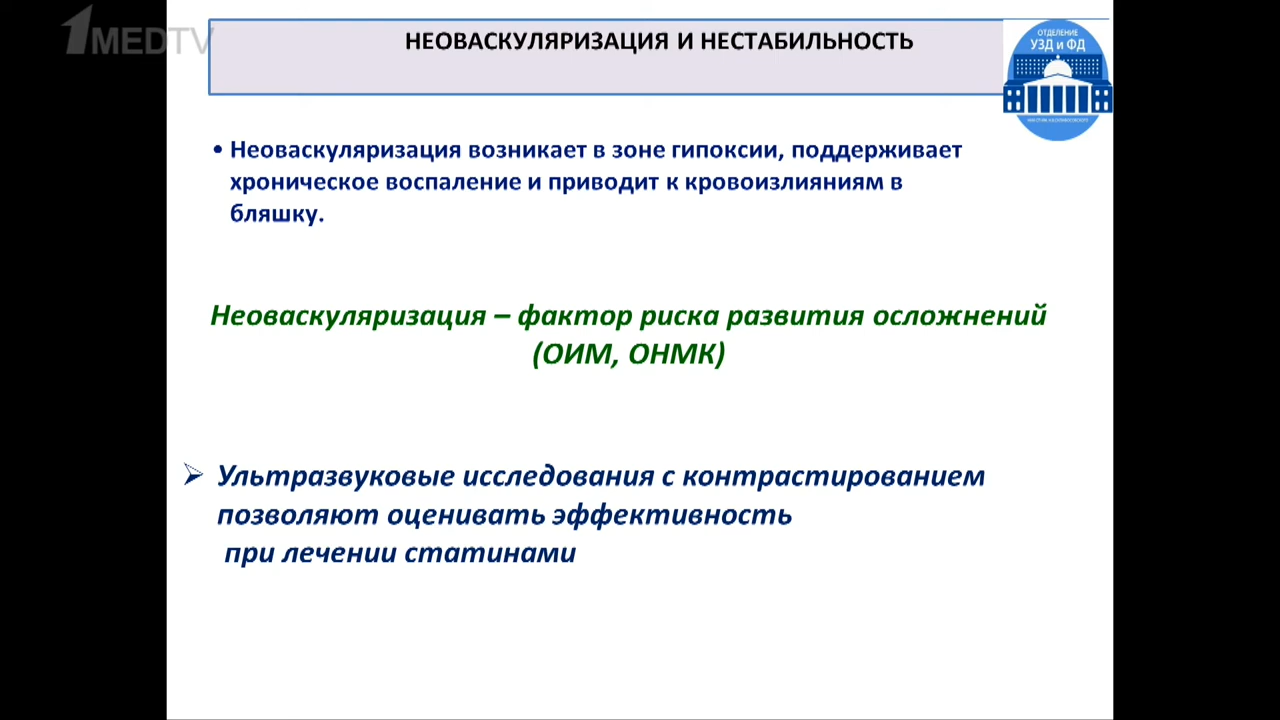 1MEDTV
НЕОВАСКУЛЯРИЗАЦИЯ И НЕСТАБИЛЬНОСТЬ
ОТДЕЛЕНИЕ
УЗД и ФД
• Неоваскуляризация возникает в зоне гипоксии, поддерживает
хроническое воспаление и приводит к кровоизлияниям в
бляшку.
Неоваскуляризация – фактор риска развития осложнений
(ОИМ, ОНМК)
➢ Ультразвуковые исследования с контрастированием
позволяют оценивать эффективность
при лечении статинами